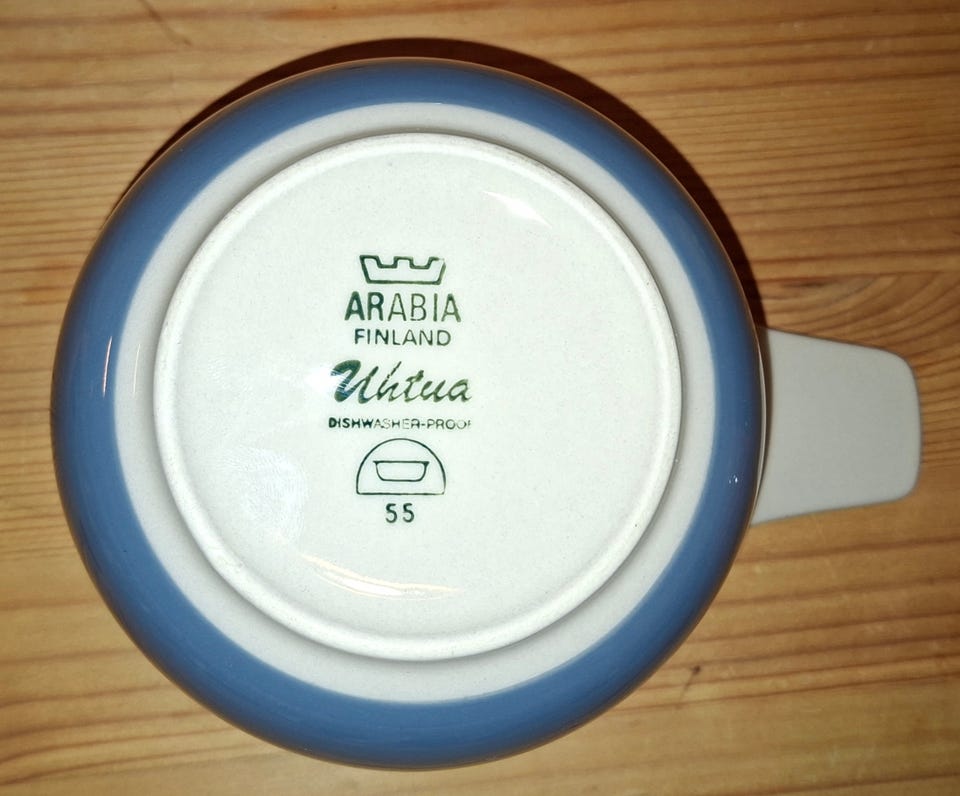 ARABIA
FINLAND
Uhtua
DISHWASHER-PROOF
55